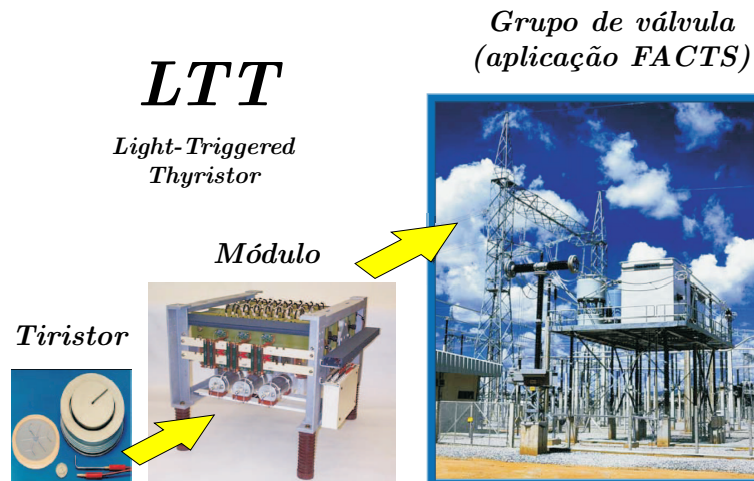 Grupo de válvula
(aplicação FACTS)
LTT
Light-Triggered
Thyristor
Módulo
Tiristor